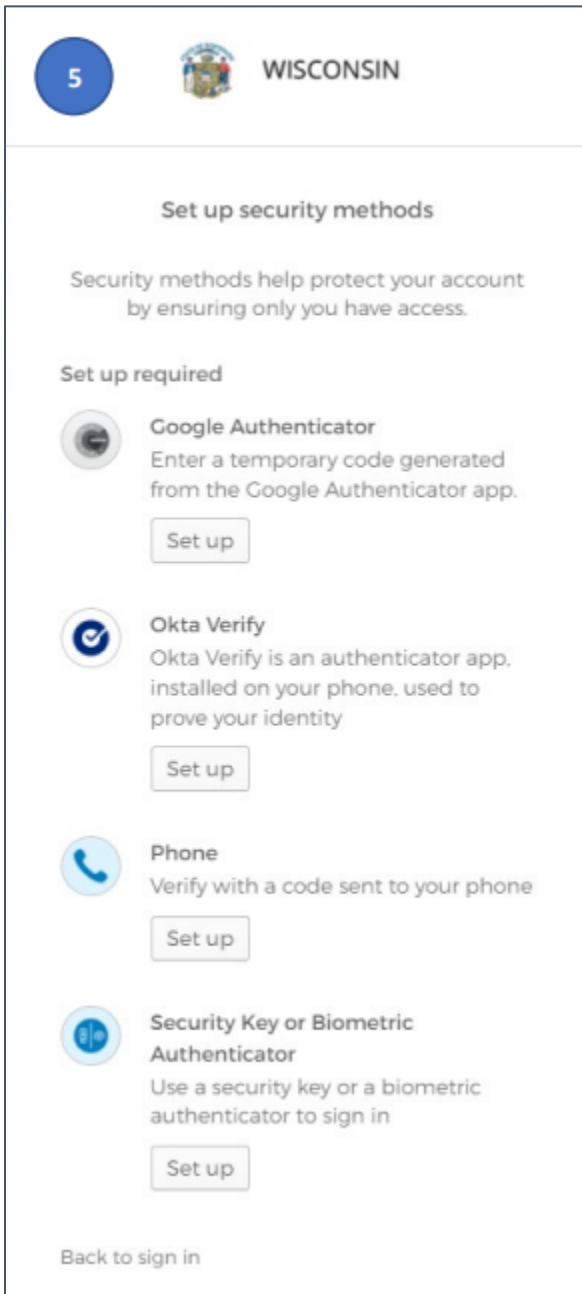 5
WISCONSIN
Set up security methods
Security methods help protect your account
by ensuring only you have access.
Set up required
Google Authenticator
Enter a temporary code generated
from the Google Authenticator app.
Set up
Okta Verify
Okta Verify is an authenticator app,
installed on your phone, used to
prove your identity
Set up
Phone
Verify with a code sent to your phone
Set up
Security Key or Biometric
Authenticator
Use a security key or a biometric
authenticator to sign in
Set up
Back to sign in